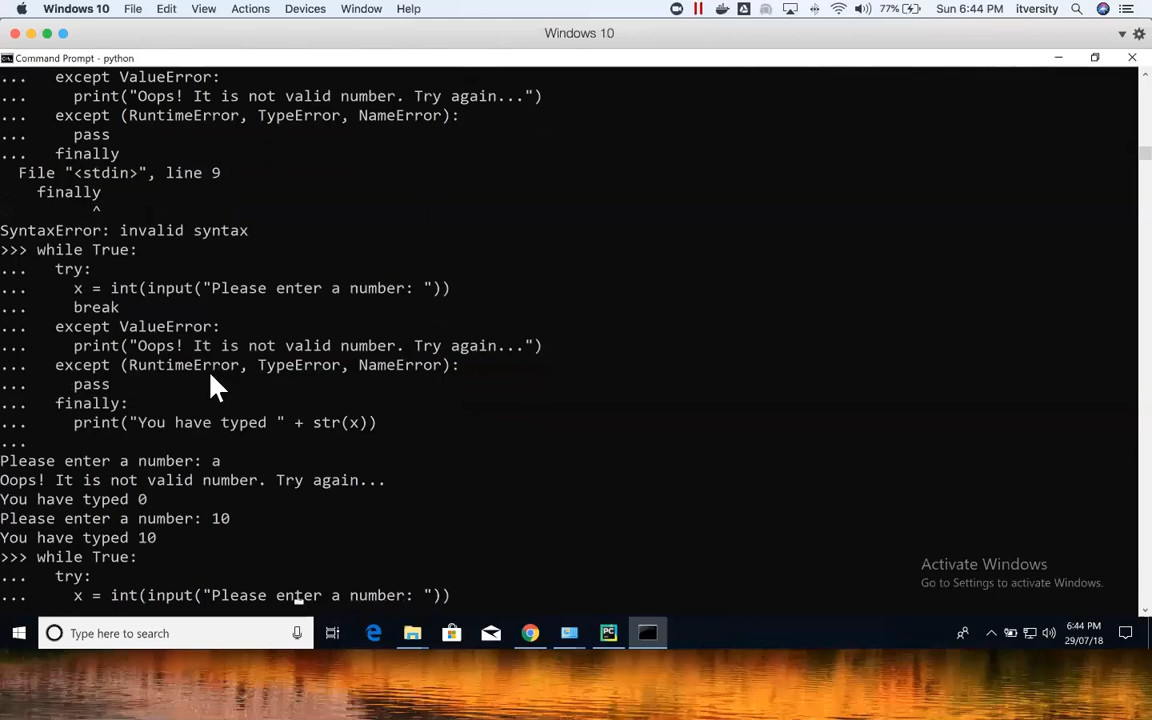 Windows 10 File Edit View Actions Devices Window Help 77% Sun 6:44 PM itversity
Windows 10
Command Prompt - python
...     except ValueError:
...       print("Oops! It is not valid number. Try again...")
...     except (RuntimeError, TypeError, NameError):
...       pass
...     finally
  File "<stdin>", line 9
    finally
          ^
SyntaxError: invalid syntax
>>> while True:
...     try:
...       x = int(input("Please enter a number: "))
...       break
...     except ValueError:
...       print("Oops! It is not valid number. Try again...")
...     except (RuntimeError, TypeError, NameError):
...       pass
...     finally:
...       print("You have typed " + str(x))
...
Please enter a number: a
Oops! It is not valid number. Try again...
You have typed 0
Please enter a number: 10
You have typed 10
>>> while True:
...     try:
...       x = int(input("Please enter a number: "))
Activate Windows
Go to Settings to activate Windows.
Type here to search
PC
6:44 PM
29/07/18